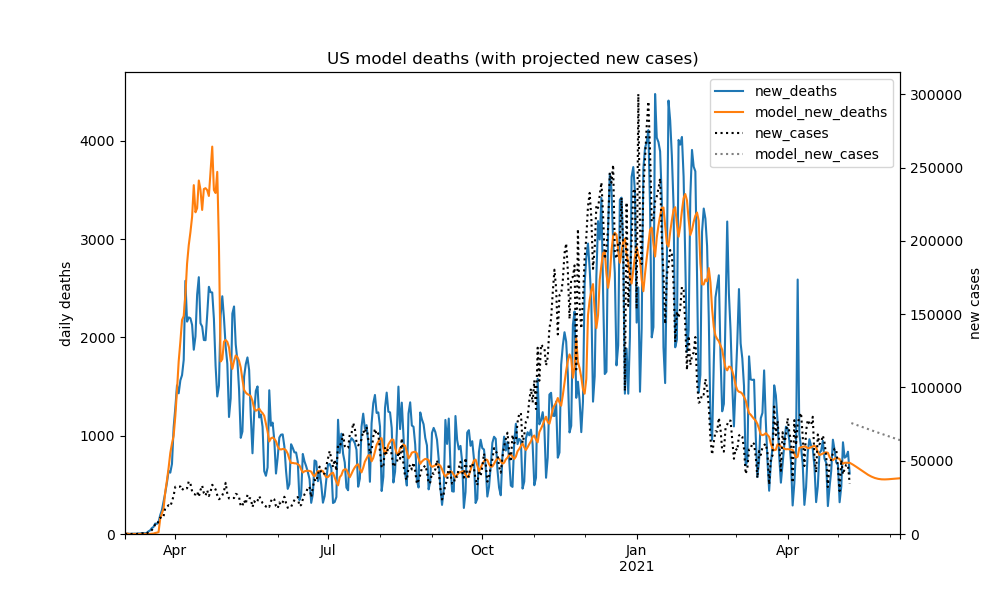 US model deaths (with projected new cases)
new_deaths
model_new_deaths
new_cases
model_new_cases
daily deaths
4000
3000
2000
1000
0
300000
250000
200000
150000
100000
50000
0
new cases
Apr
Jul
Oct
Jan
2021
Apr